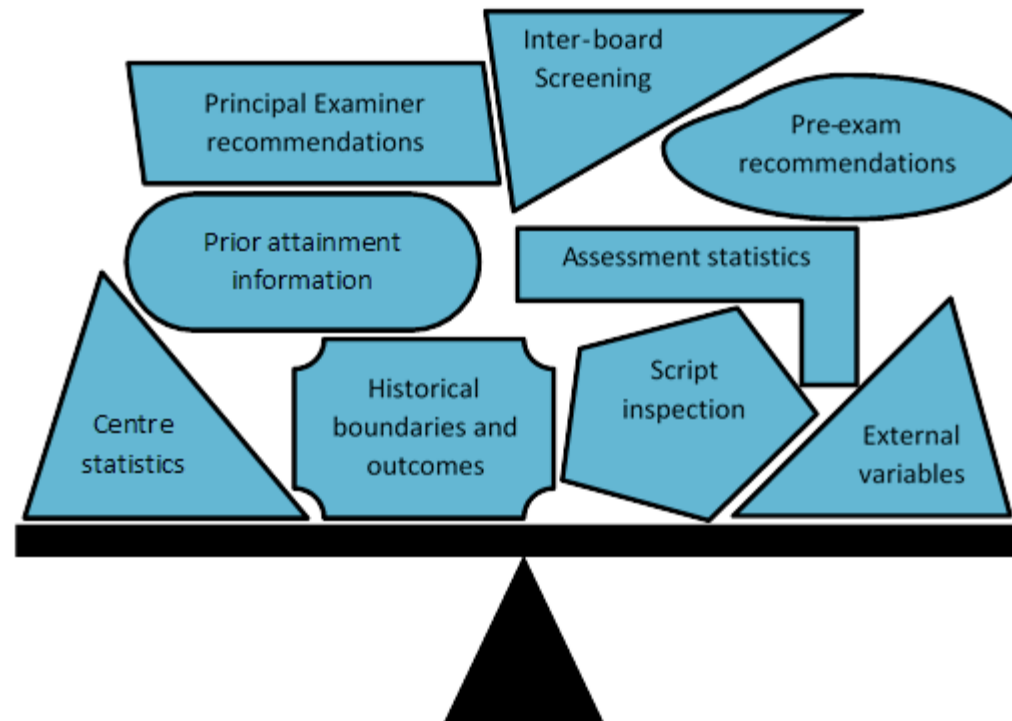 Inter-board
Screening
Principal Examiner
recommendations
Pre-exam
recommendations
Prior attainment
information
Assessment statistics
Centre
statistics
Historical
boundaries and
outcomes
Script
inspection
External
variables